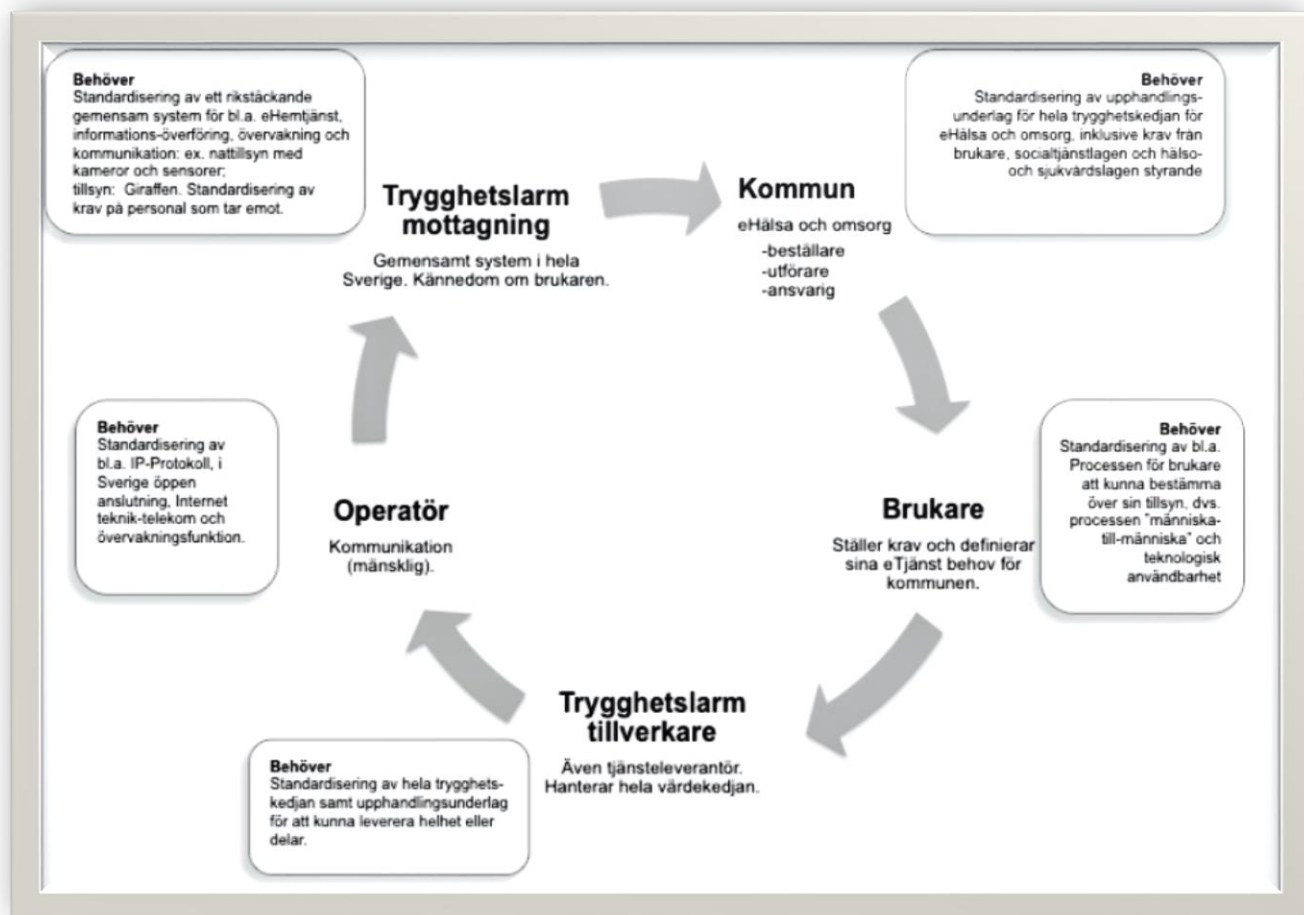 Behöver
Standardisering av ett rikstäckande
gemensam system för bl.a. eHemtjänst,
informations-överföring, övervakning och
kommunikation: ex. nattillsyn med
kameror och sensorer;
tillsyn: Giraffen. Standardisering av
krav på personal som tar emot.
Trygghetslarm
mottagning
Gemensamt system i hela
Sverige. Kännedom om brukaren.
Kommun
eHälsa och omsorg
-beställare
-utförare
-ansvarig
Behöver
Standardisering av upphandlings-
underlag för hela trygghetskedjan för
eHälsa och omsorg, inklusive krav från
brukare, socialtjänstlagen och hälso-
och sjukvårdslagen styrande
Brukare
Ställer krav och definierar
sina eTjänst behov för
kommunen.
Behöver
Standardisering av bl.a.
Processen för brukare
att kunna bestämma
över sin tillsyn, dvs.
processen "människa-
till-människa" och
teknologisk
användbarhet
Trygghetslarm
tillverkare
Även tjänsteleverantör.
Hanterar hela värdekedjan.
Behöver
Standardisering av hela trygghets-
kedjan samt upphandlingsunderlag
för att kunna leverera helhet eller
delar.
Operatör
Kommunikation
(mänsklig).
Behöver
Standardisering av
bl.a. IP-Protokoll, i
Sverige öppen
anslutning, Internet
teknik-telekom och
övervakningsfunktion.